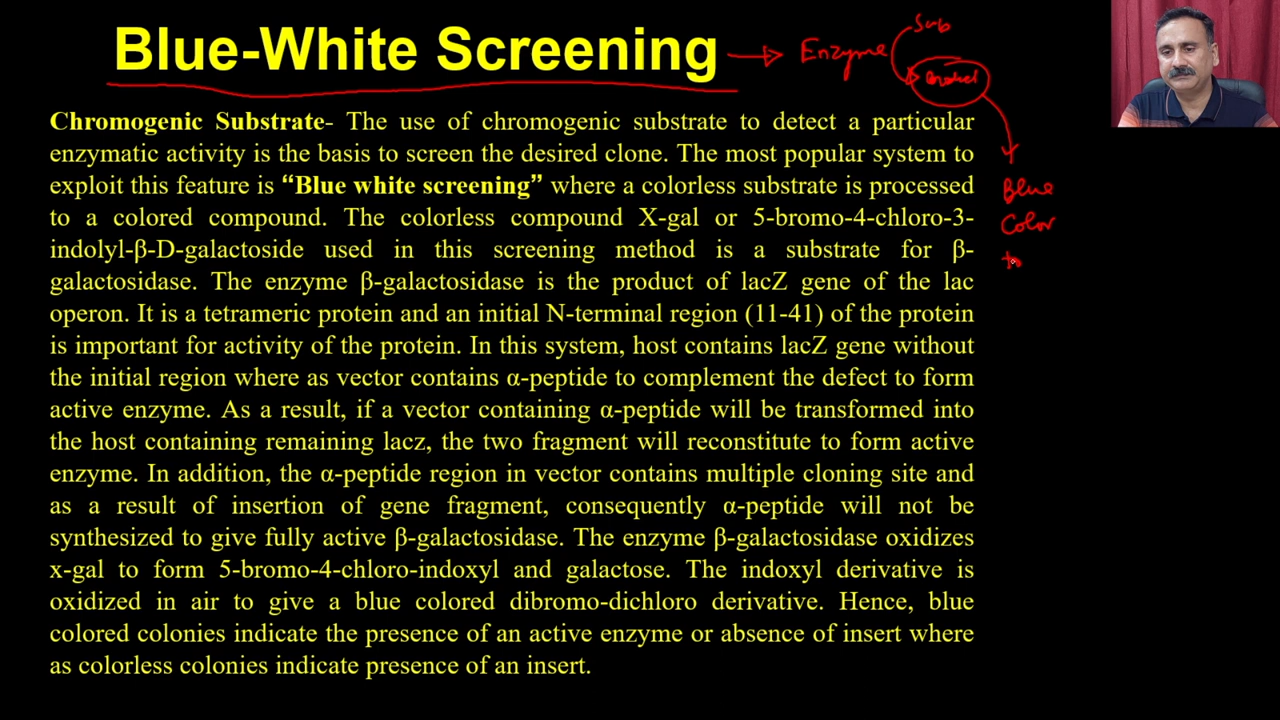 Blue-White Screening
Enzyme
Sub
Product
Blue
Color
to
Chromogenic Substrate- The use of chromogenic substrate to detect a particular
enzymatic activity is the basis to screen the desired clone. The most popular system to
exploit this feature is “Blue white screening” where a colorless substrate is processed
to a colored compound. The colorless compound X-gal or 5-bromo-4-chloro-3-
indolyl-β-D-galactoside used in this screening method is a substrate for β-
galactosidase. The enzyme β-galactosidase is the product of lacZ gene of the lac
operon. It is a tetrameric protein and an initial N-terminal region (11-41) of the protein
is important for activity of the protein. In this system, host contains lacZ gene without
the initial region where as vector contains α-peptide to complement the defect to form
active enzyme. As a result, if a vector containing α-peptide will be transformed into
the host containing remaining lacz, the two fragment will reconstitute to form active
enzyme. In addition, the α-peptide region in vector contains multiple cloning site and
as a result of insertion of gene fragment, consequently α-peptide will not be
synthesized to give fully active β-galactosidase. The enzyme β-galactosidase oxidizes
x-gal to form 5-bromo-4-chloro-indoxyl and galactose. The indoxyl derivative is
oxidized in air to give a blue colored dibromo-dichloro derivative. Hence, blue
colored colonies indicate the presence of an active enzyme or absence of insert where
as colorless colonies indicate presence of an insert.